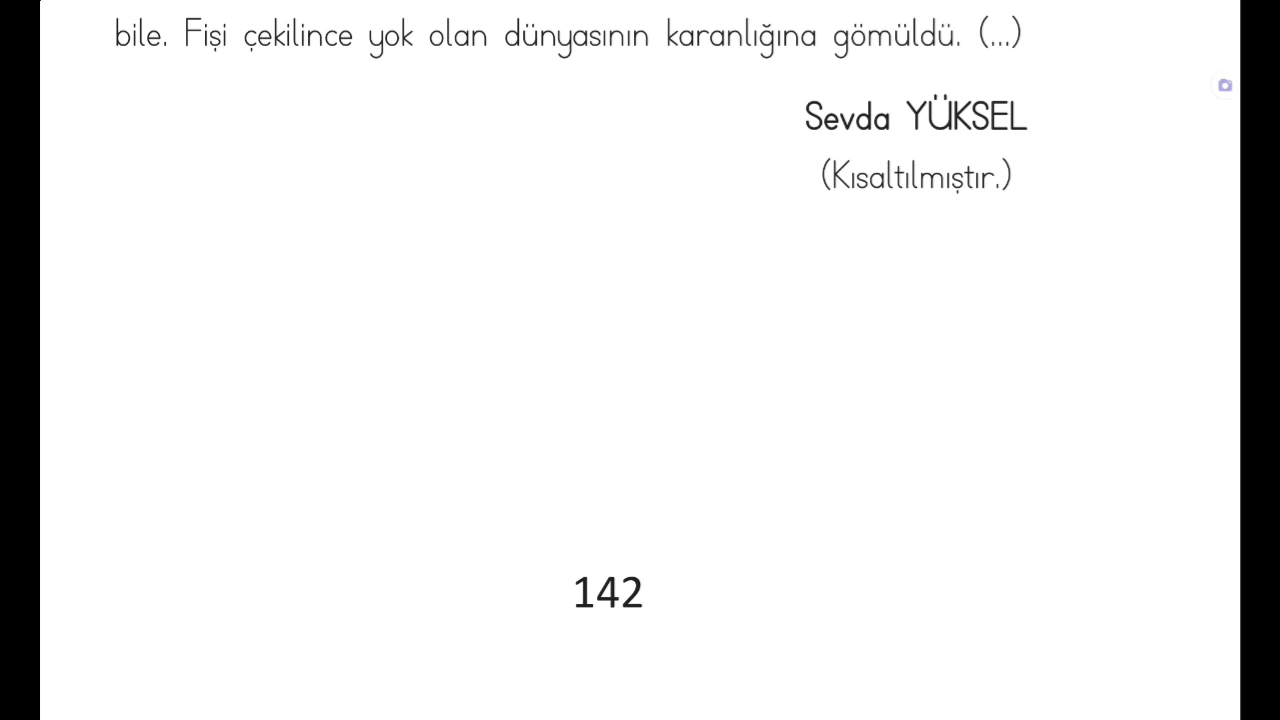 bile. Fişi çekilince yok olan dünyasının karanlığına gömüldü. (...)
Sevda YÜKSEL
(Kısaltılmıştır.)
142